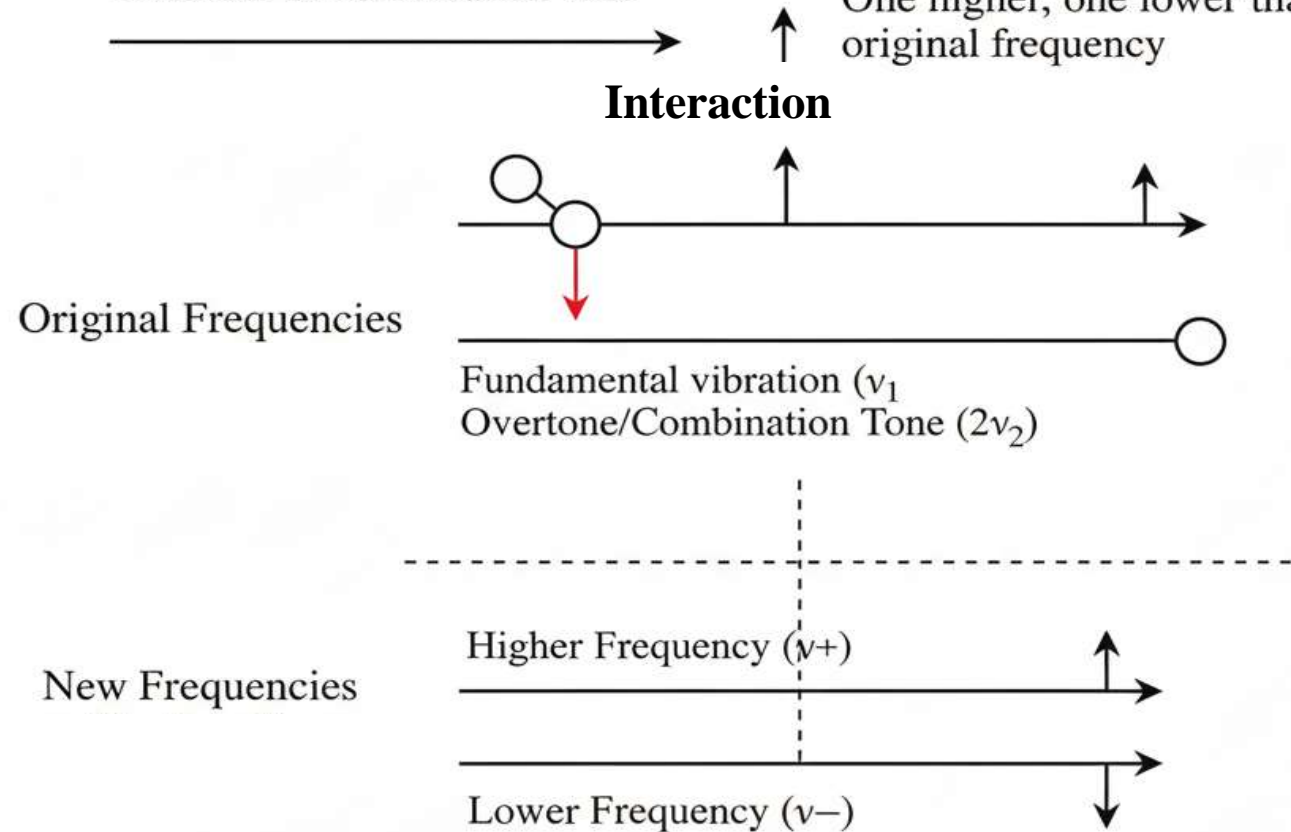 One higher, one lower
original frequency
Interaction
Original Frequencies
Fundamental vibration (ν₁
Overtone/Combination Tone (2ν₂)
Higher Frequency (ν+)
New Frequencies
Lower Frequency (ν−)